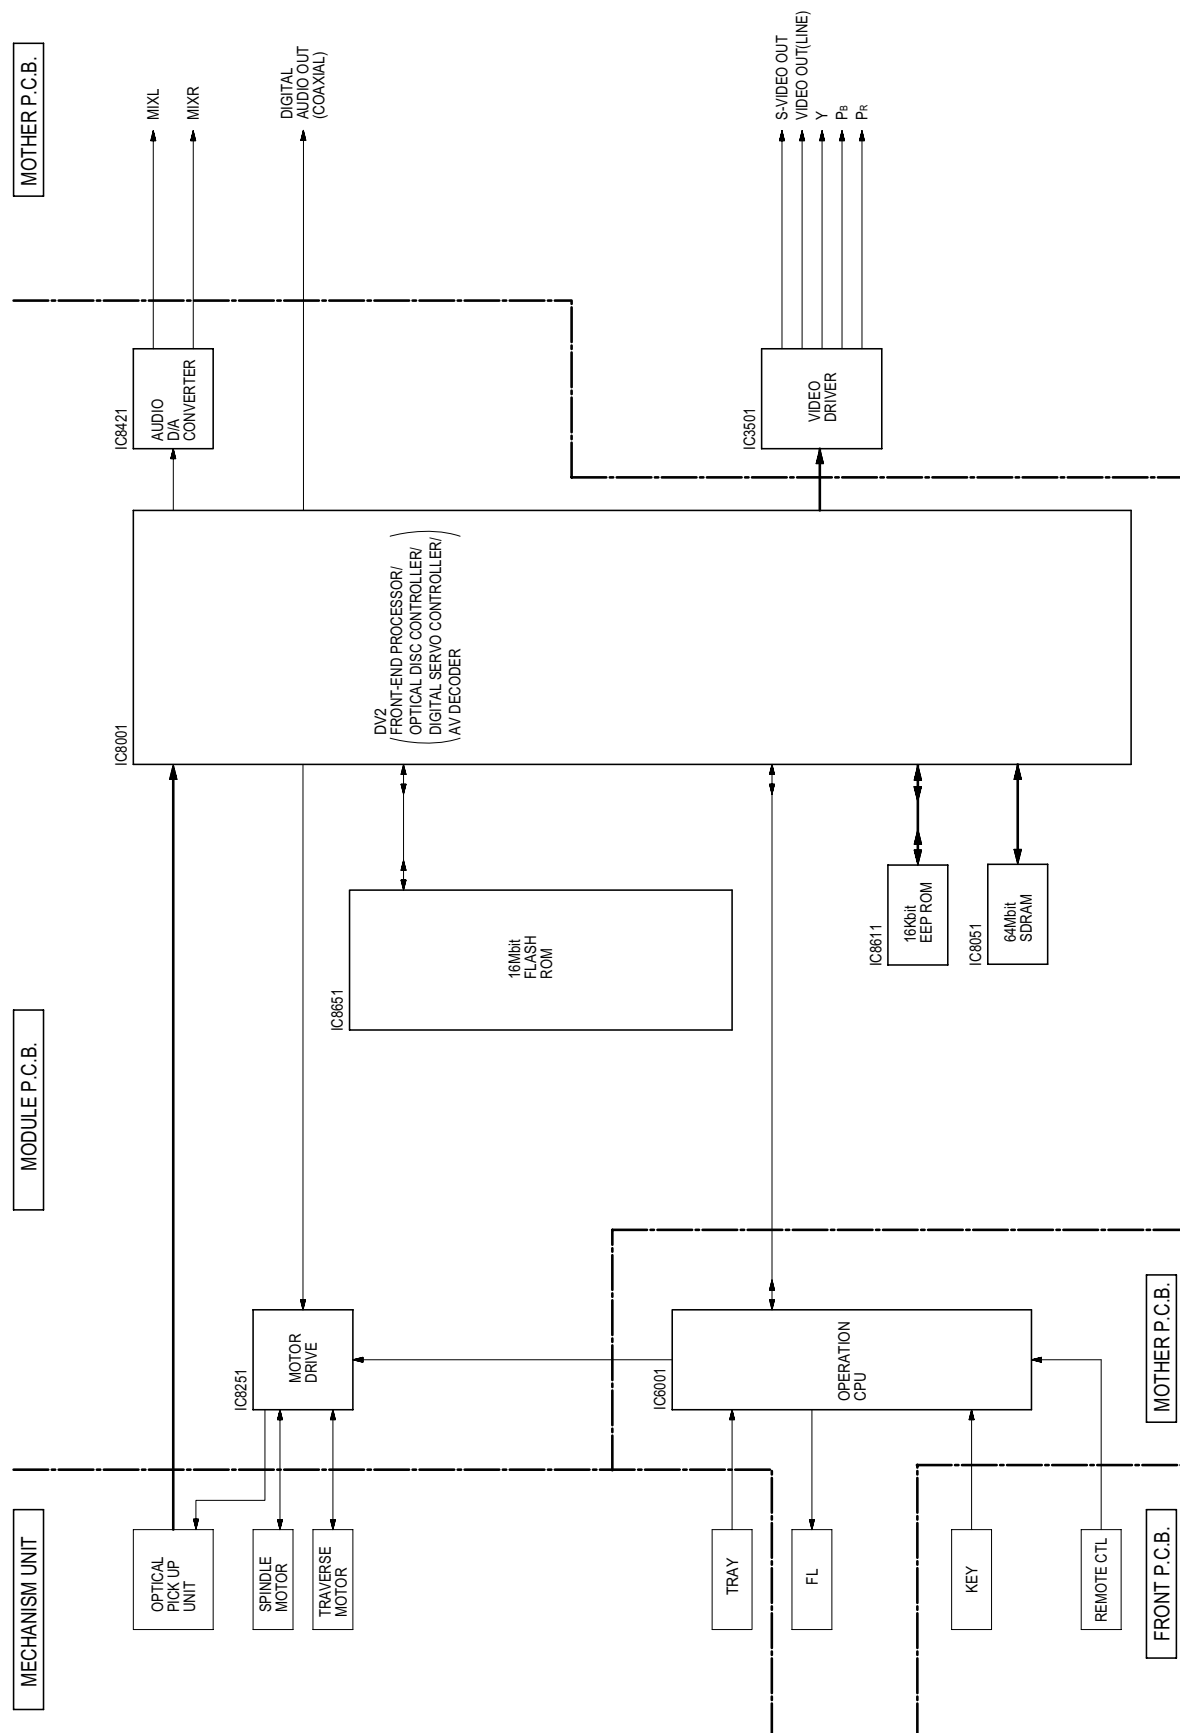 MECHANISM UNIT
MODULE P.C.B.
MOTHER P.C.B.
OPTICAL
PICK UP
UNIT
SPINDLE
MOTOR
TRAVERSE
MOTOR
IC8251
MOTOR
DRIVE
IC8001
DV2
FRONT-END PROCESSOR/
OPTICAL DISC CONTROLLER/
DIGITAL SERVO CONTROLLER/
AV DECODER
IC8421
AUDIO
D/A
CONVERTER
MIXL
MIXR
DIGITAL
AUDIO OUT
(COAXIAL)
IC8651
16Mbit
FLASH
ROM
TRAY
FL
KEY
REMOTE CTL
IC6001
OPERATION
CPU
IC8611
16Kbit
EEP ROM
IC8051
64Mbit
SDRAM
IC3501
VIDEO
DRIVER
S-VIDEO OUT
VIDEO OUT(LINE)
Y
PB
PR
FRONT P.C.B.
MOTHER P.C.B.